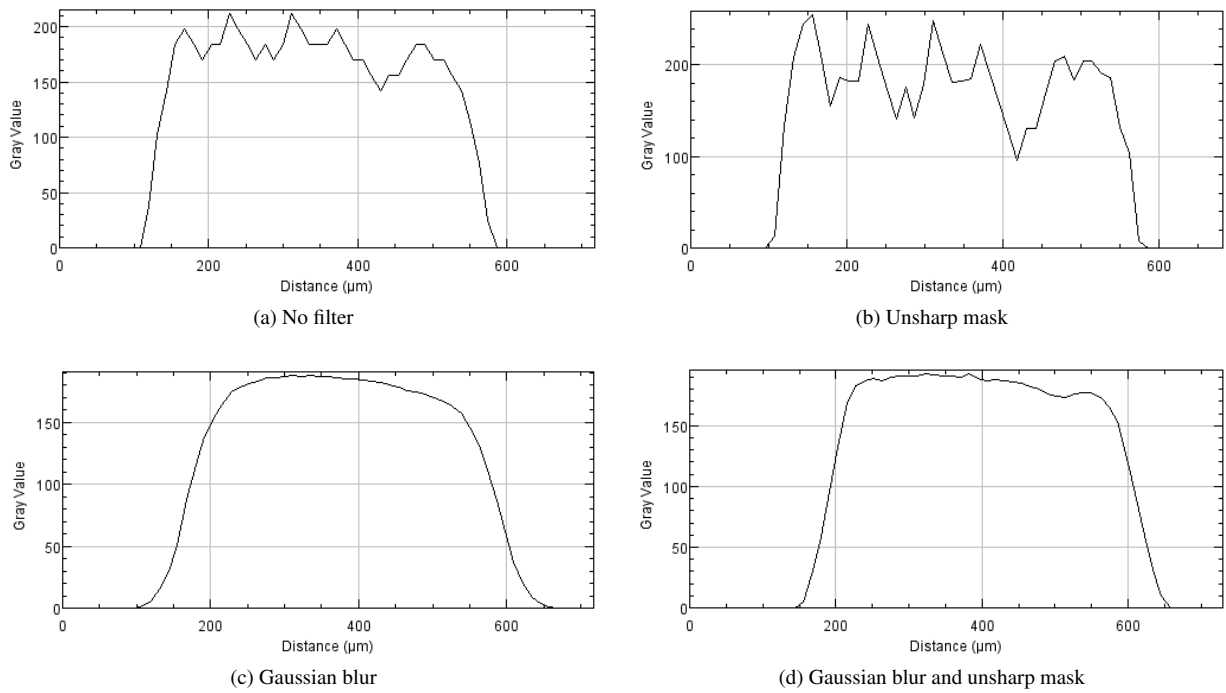 200
150
100
50
0
Gray Value
0 200 400 600
Distance (µm)
(a) No filter
200
100
0
Gray Value
0 200 400 600
Distance (µm)
(b) Unsharp mask
150
100
50
0
Gray Value
0 200 400 600
Distance (µm)
(c) Gaussian blur
150
100
50
0
Gray Value
0 200 400 600
Distance (µm)
(d) Gaussian blur and unsharp mask